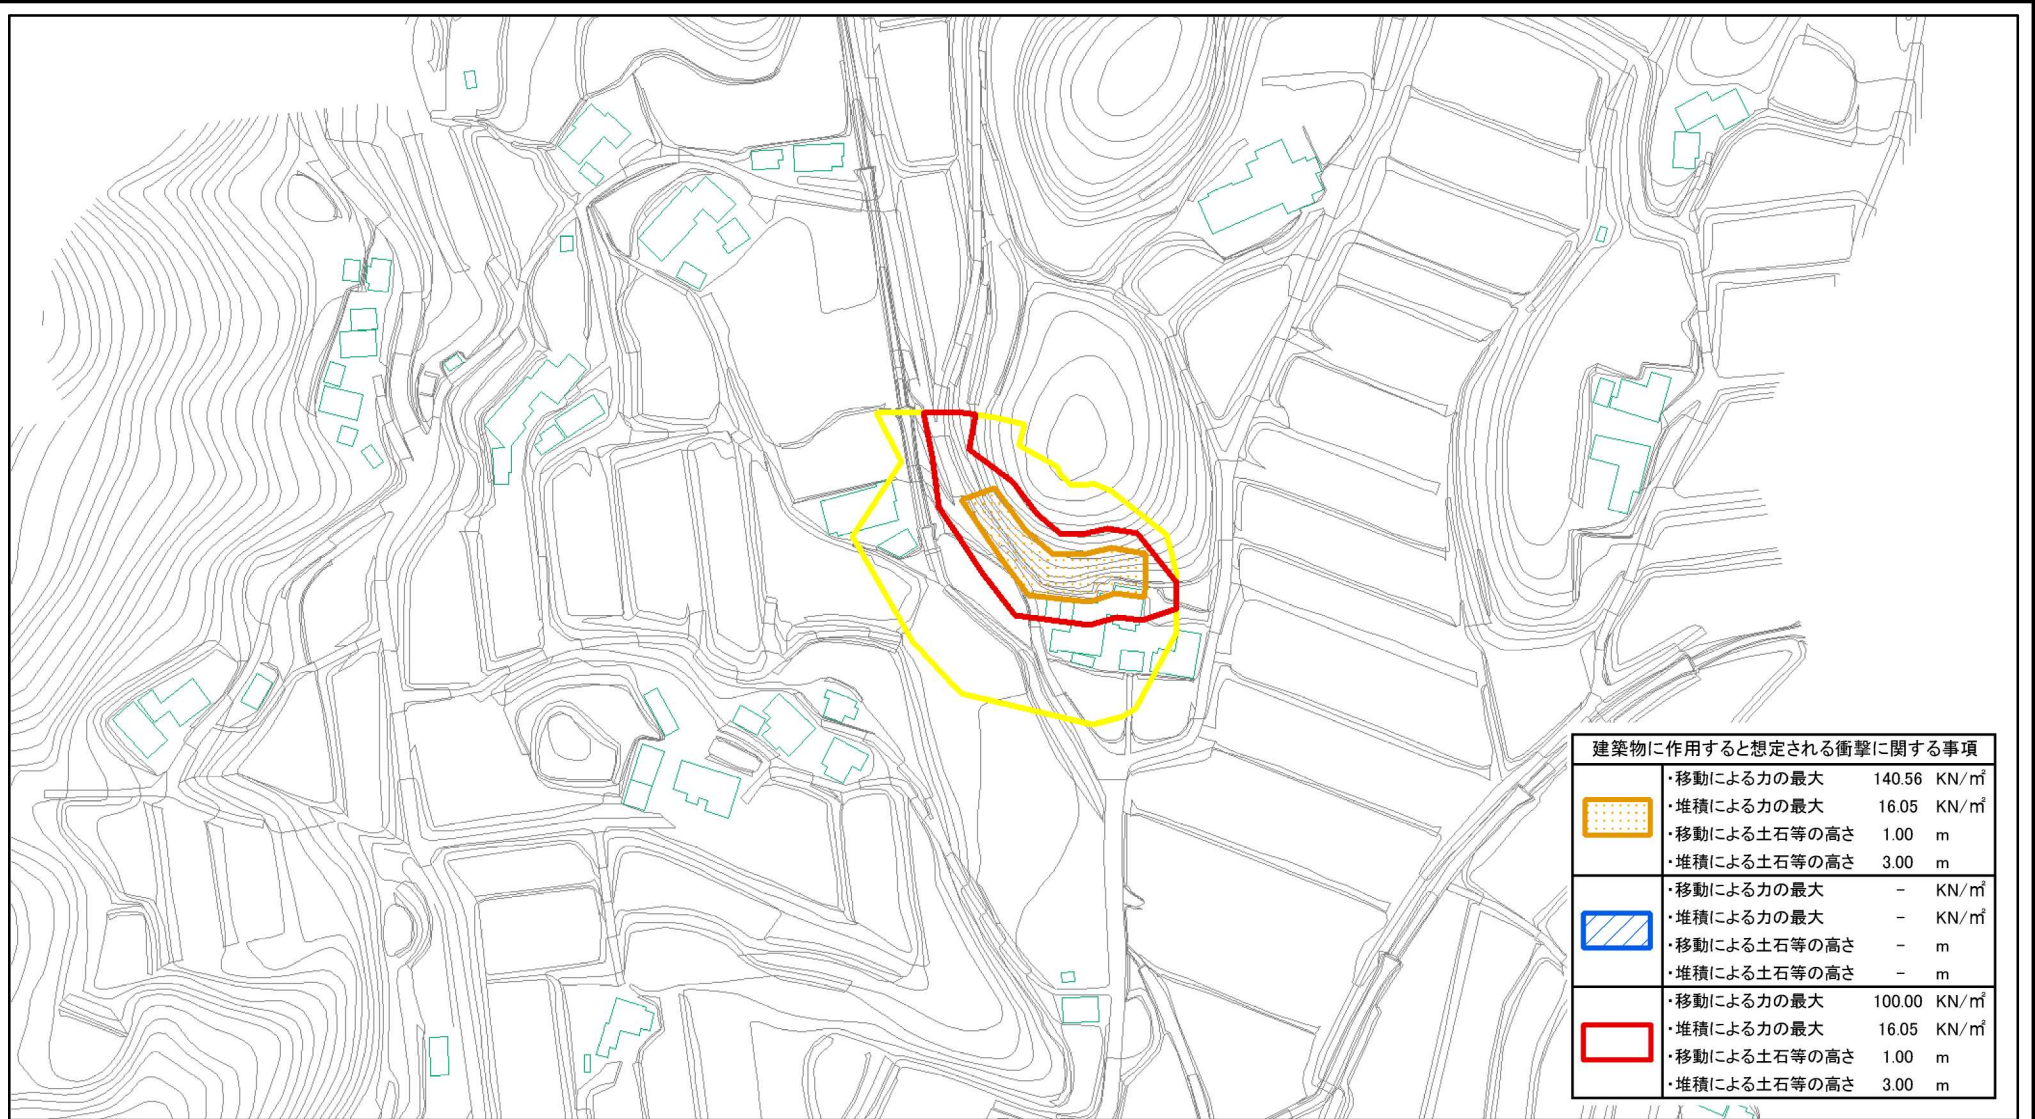 建築物に作用すると想定される衝撃に関する事項
・移動による力の最大 140.56 KN/㎡
・堆積による力の最大 16.05 KN/㎡
・移動による土石等の高さ 1.00 m
・堆積による土石等の高さ 3.00 m
・移動による力の最大 - KN/㎡
・堆積による力の最大 - KN/㎡
・移動による土石等の高さ - m
・堆積による土石等の高さ - m
・移動による力の最大 100.00 KN/㎡
・堆積による力の最大 16.05 KN/㎡
・移動による土石等の高さ 1.00 m
・堆積による土石等の高さ 3.00 m